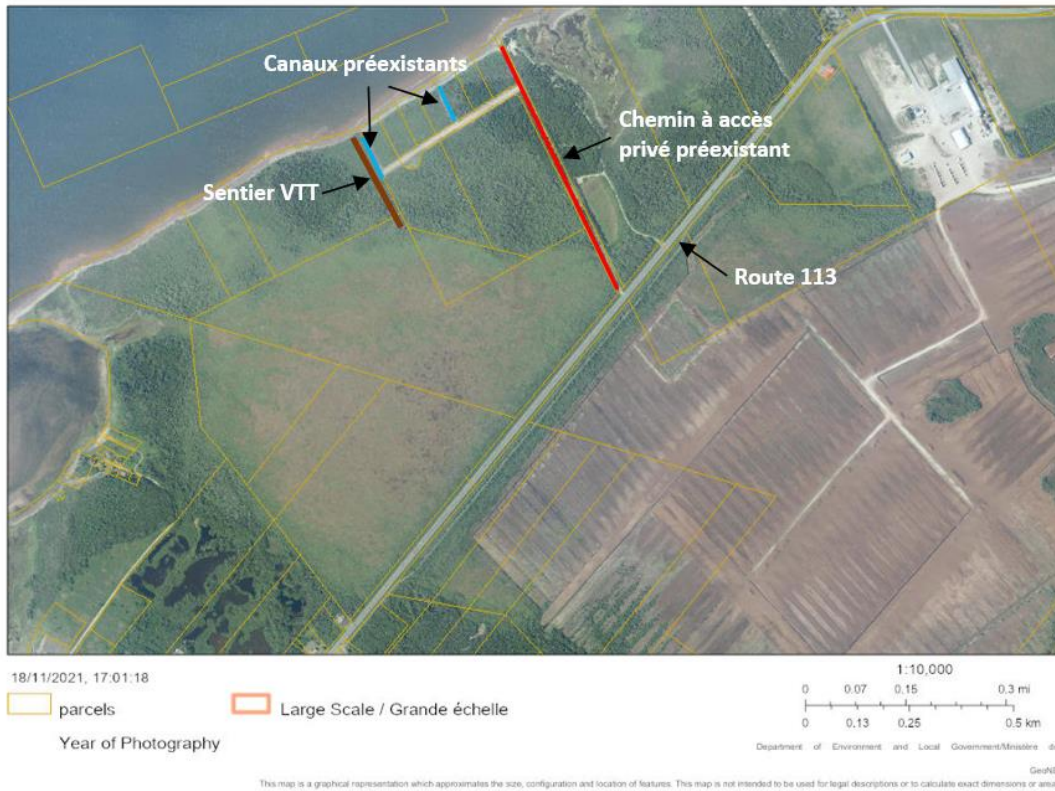 Canaux préexistants
Chemin à accès
privé préexistant
Sentier VTT
Route 113
18/11/2021, 17:01:18
parcels
Large Scale / Grande échelle
Year of Photography
1:10,000
0 0.07 0.15 0.3 mi
0 0.13 0.25 0.5 km
Department of Environment and Local Government/Ministère
This map is a graphical representation which approximates the size, configuration and location of features. This map is not intended to be used for legal descriptions or to calculate exact dimensions or